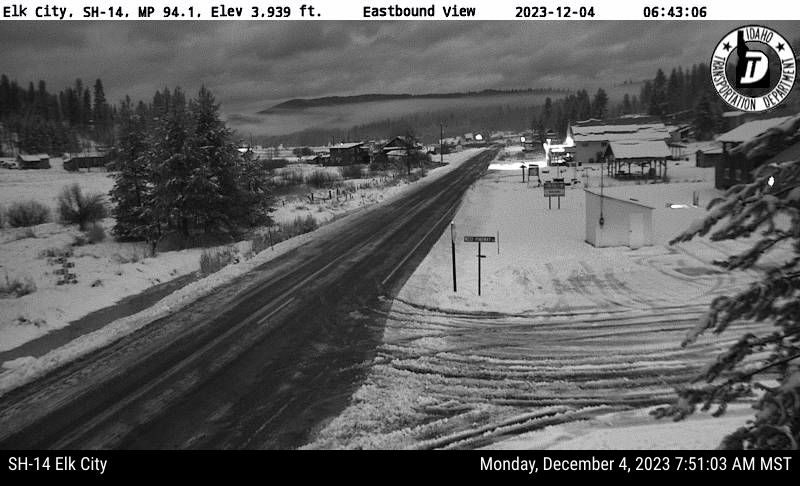 Elk City, SH-14, MP 94.1, Elev 3,939 ft. Eastbound View 2023-12-04 06:43:06
IDAHO
TRANSPORTATION DEPARTMENT
SH-14 Elk City
Monday, December 4, 2023 7:51:03 AM MST